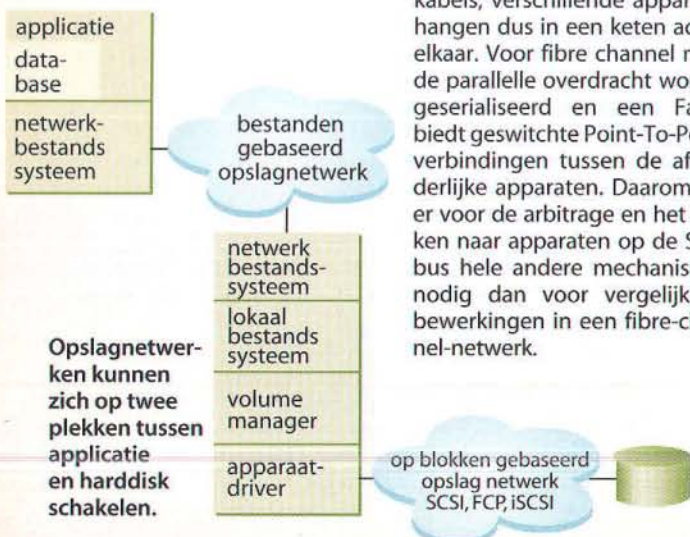 applicatie
data-
base
netwerk-
bestands
systeem
bestanden
gebaseerd
opslagnetwerk
netwerk
bestands-
systeem
lokaal
bestands
systeem
volume
manager
apparaat-
driver
op blokken gebaseerd
opslag netwerk
SCSI, FCP, iSCSI
Opslagnetwer-
ken kunnen
zich op twee
plekken tussen
applicatie
en harddisk
schakelen.
kabels, verschillende appara
hangen dus in een keten ac
elkaar. Voor fibre channel
de parallelle overdracht wo
geserialiseerd en een Fa
biedt geswitchte Point-To-P
verbindingen tussen de af
derlijke apparaten. Daarom
er voor de arbitrage en het
ken naar apparaten op de S
bus hele andere mechanis
nodig dan voor vergelijk
bewerkingen in een fibre-c
nel-netwerk.